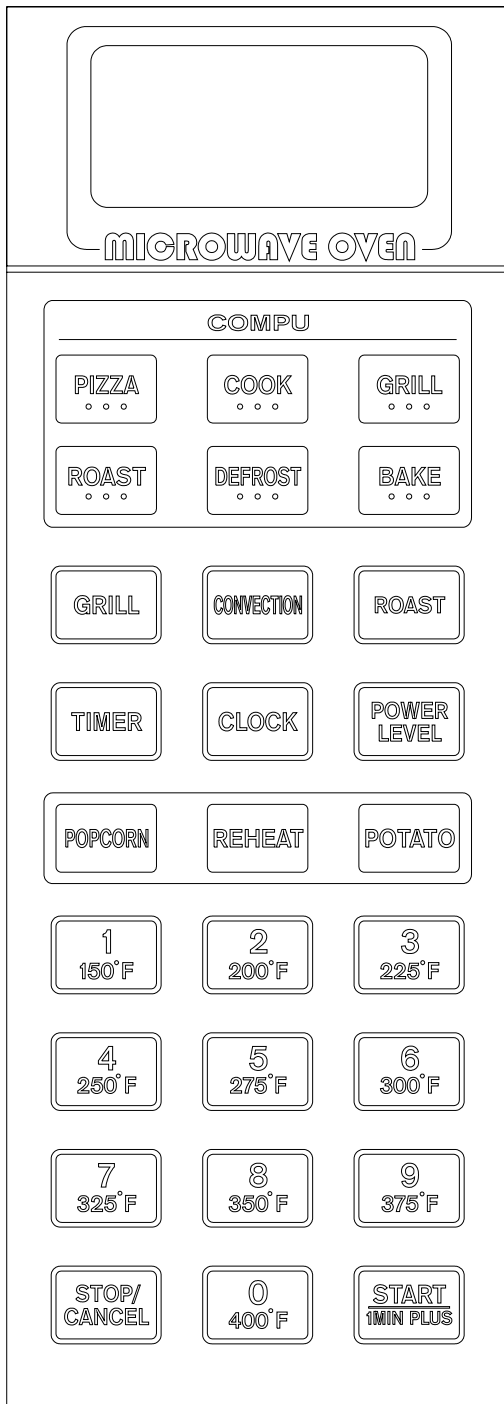 MICROWAVE OVEN
COMPU
PIZZA
COOK
GRILL
ROAST
DEFROST
BAKE
GRILL
CONVECTION
ROAST
TIMER
CLOCK
POWER
LEVEL
POPCORN
REHEAT
POTATO
1
150°F
2
200°F
3
225°F
4
250°F
5
275°F
6
300°F
7
325°F
8
350°F
9
375°F
STOP/
CANCEL
0
400°F
START
1MIN PLUS